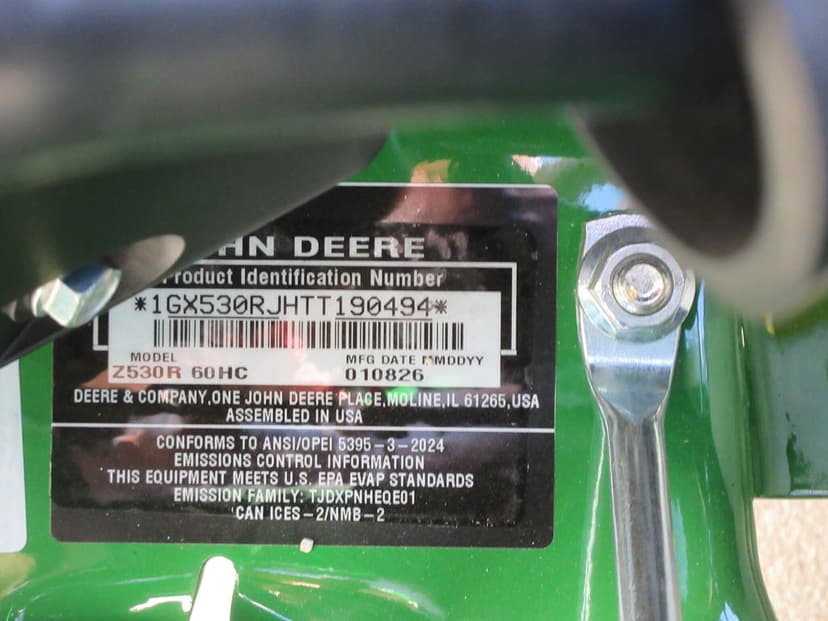 JOHN DEERE
Product Identification Number
*1GX530RJHTT190494*
MODEL MFG DATE MMDDYY
Z530R 60HC 010826
DEERE & COMPANY,ONE JOHN DEERE PLACE,MOLINE,IL 61265,USA
ASSEMBLED IN USA
CONFORMS TO ANSI/OPEI 5395-3-2024
EMISSIONS CONTROL INFORMATION
THIS EQUIPMENT MEETS U.S. EPA EVAP STANDARDS
EMISSION FAMILY: TJDXPNHEQE01
CAN ICES-2/NMB-2